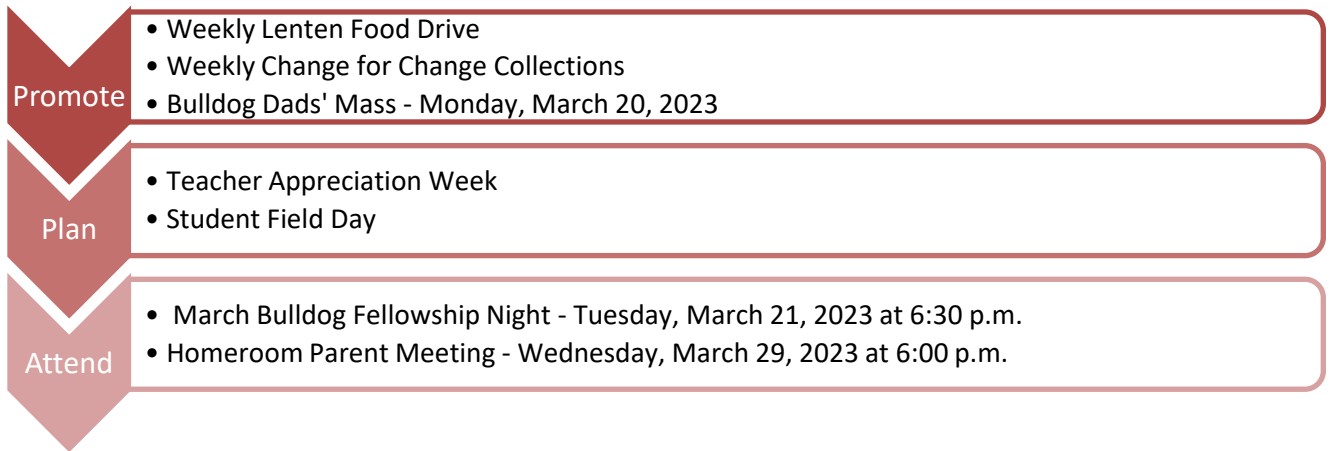 Promote
• Weekly Lenten Food Drive
• Weekly Change for Change Collections
• Bulldog Dads' Mass - Monday, March 20, 2023
Plan
• Teacher Appreciation Week
• Student Field Day
Attend
• March Bulldog Fellowship Night - Tuesday, March 21, 2023 at 6:30 p.m.
• Homeroom Parent Meeting - Wednesday, March 29, 2023 at 6:00 p.m.